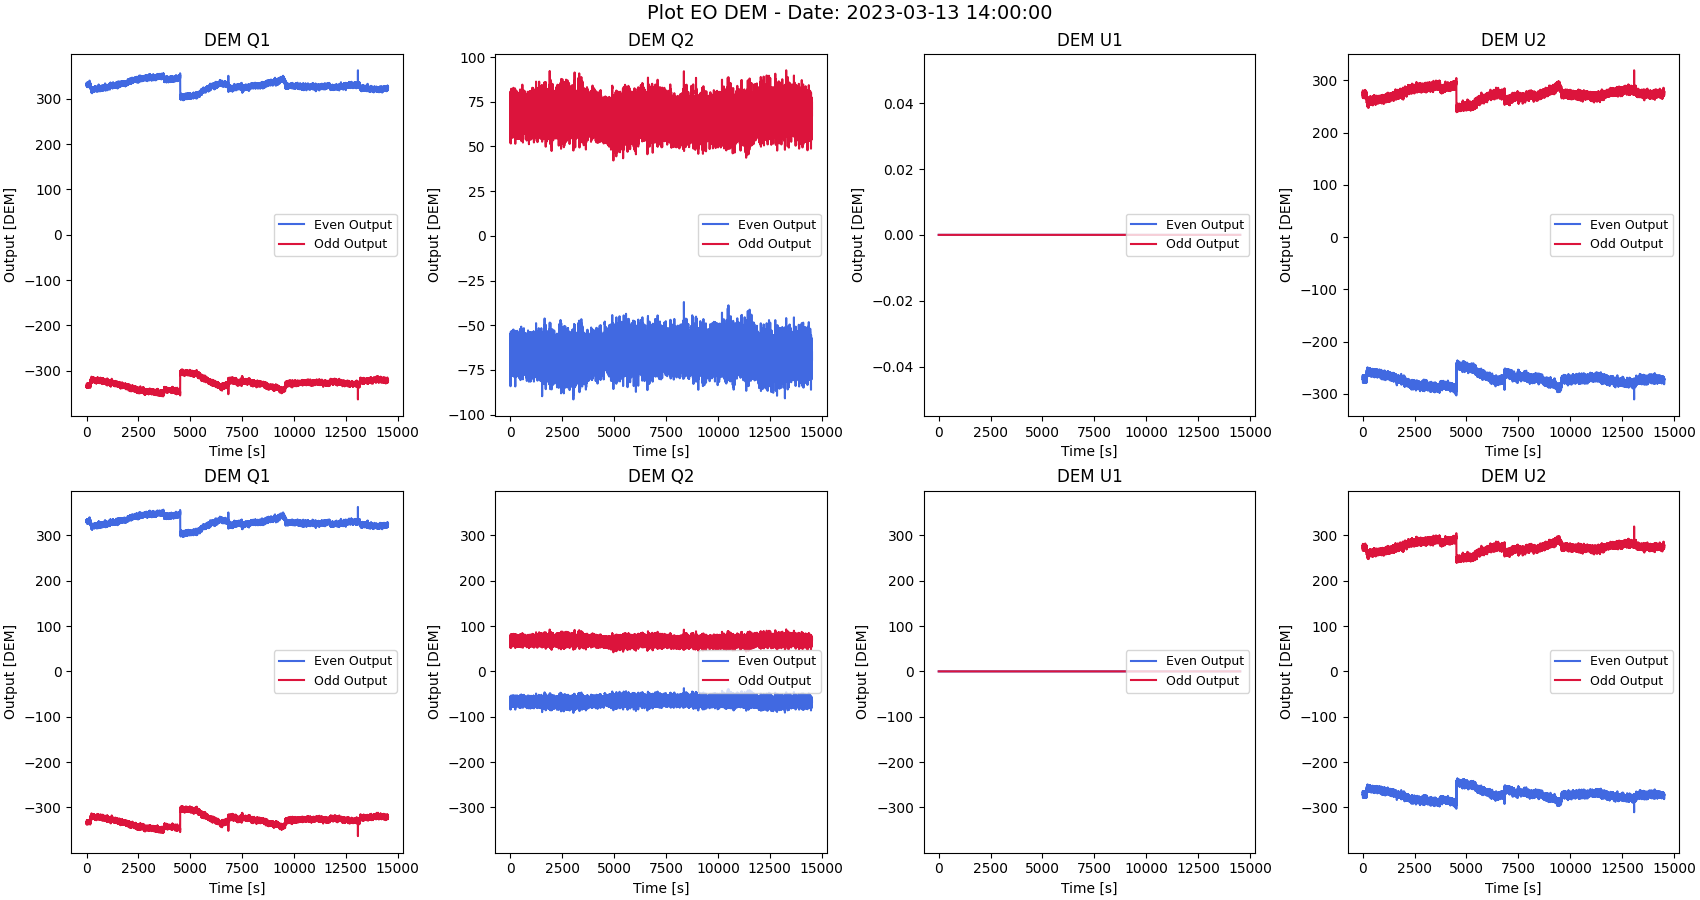 Plot EO DEM - Date: 2023-03-13 14:00:00
DEM Q1
DEM Q2
DEM U1
DEM U2
Output [DEM]
300
200
100
0
−100
−200
−300
Even Output
Odd Output
0
2500
5000
7500
10000
12500
15000
Time [s]
Output [DEM]
100
75
50
25
0
−25
−50
−75
−100
Even Output
Odd Output
0
2500
5000
7500
10000
12500
15000
Time [s]
Output [DEM]
0.04
0.02
0.00
−0.02
−0.04
Even Output
Odd Output
0
2500
5000
7500
10000
12500
15000
Time [s]
Output [DEM]
300
200
100
0
−100
−200
−300
Even Output
Odd Output
0
2500
5000
7500
10000
12500
15000
Time [s]
DEM Q1
DEM Q2
DEM U1
DEM U2
Output [DEM]
300
200
100
0
−100
−200
−300
Even Output
Odd Output
0
2500
5000
7500
10000
12500
15000
Time [s]
Output [DEM]
300
200
100
0
−100
−200
−300
Even Output
Odd Output
0
2500
5000
7500
10000
12500
15000
Time [s]
Output [DEM]
300
200
100
0
−100
−200
−300
Even Output
Odd Output
0
2500
5000
7500
10000
12500
15000
Time [s]
Output [DEM]
300
200
100
0
−100
−200
−300
Even Output
Odd Output
0
2500
5000
7500
10000
12500
15000
Time [s]